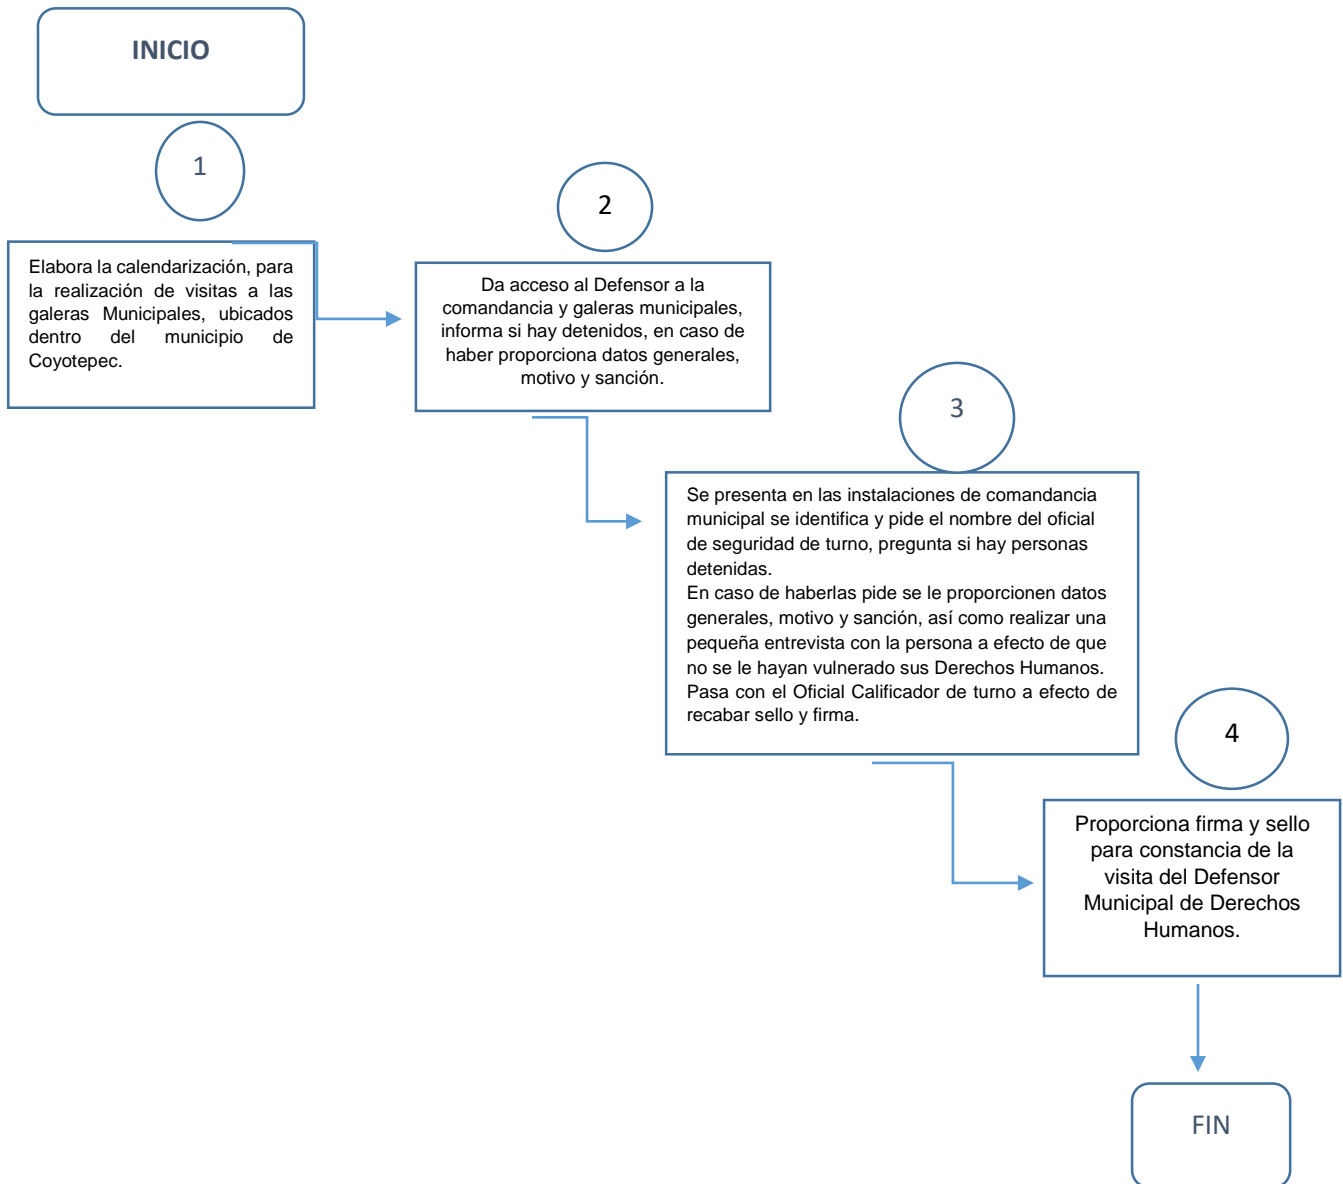 INICIO
1
Elabora la calendarización, para
la realización de visitas a las
galeras Municipales, ubicados
dentro del municipio de
Coyotepec.
2
Da acceso al Defensor a la
comandancia y galeras municipales,
informa si hay detenidos, en caso de
haber proporciona datos generales,
motivo y sanción.
3
Se presenta en las instalaciones de comandancia
municipal se identifica y pide el nombre del oficial
de seguridad de turno, pregunta si hay personas
detenidas.
En caso de haberlas pide se le proporcionen datos
generales, motivo y sanción, así como realizar una
pequeña entrevista con la persona a efecto de que
no se le hayan vulnerado sus Derechos Humanos.
Pasa con el Oficial Calificador de turno a efecto de
recabar sello y firma.
4
Proporciona firma y sello
para constancia de la
visita del Defensor
Municipal de Derechos
Humanos.
FIN